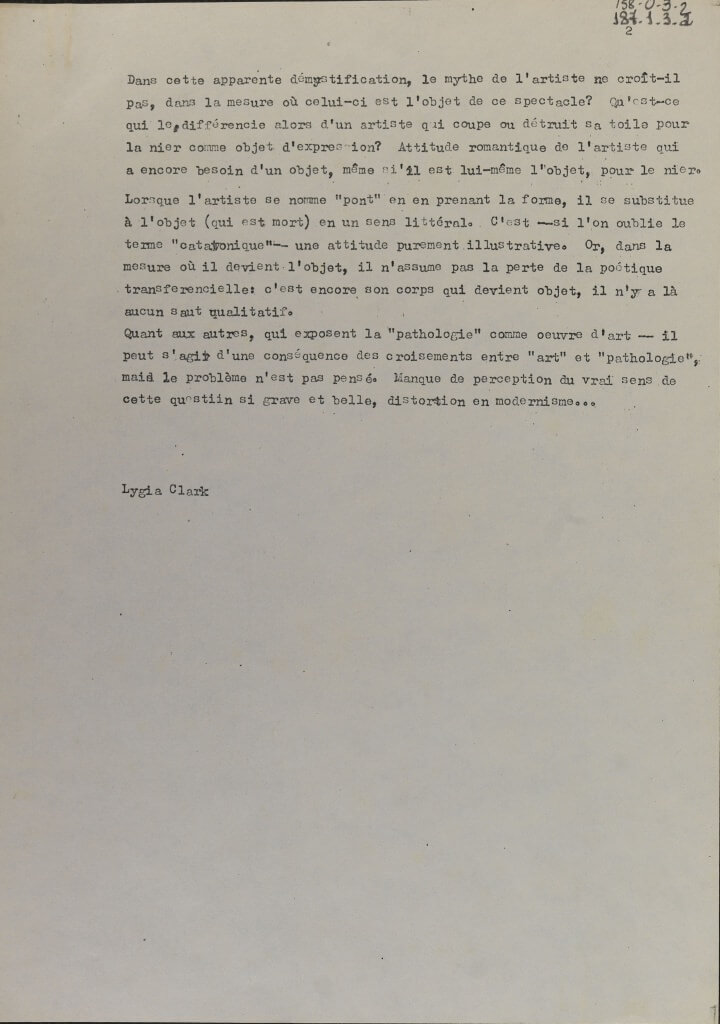 158-0-3-2
187.1.3.2
2
Dans cette apparente démystification, le mythe de l'artiste ne croît-il
pas, dans la mesure où celui-ci est l'objet de ce spectacle? Qu'est-ce
qui le différencie alors d'un artiste qui coupe ou détruit sa toile pour
la nier comme objet d'expression? Attitude romantique de l'artiste qui
a encore besoin d'un objet, même si'il est lui-même l"objet, pour le nier.
Lorsque l'artiste se nomme "pont" en en prenant la forme, il se substitue
à l'objet (qui est mort) en un sens littéral. C'est —si l'on oublie le
terme "catatonique"— une attitude purement illustrative. Or, dans la
mesure où il devient l'objet, il n'assume pas la perte de la poétique
transferencielle: c'est encore son corps qui devient objet, il n'y a là
aucun saut qualitatif.
Quant aux autres, qui exposent la "pathologie" comme oeuvre d'art — il
peut s'agit d'une conséquence des croisements entre "art" et "pathologie",
maid le problème n'est pas pensé. Manque de perception du vrai sens de
cette questiin si grave et belle, distortion en modernisme...
Lygia Clark